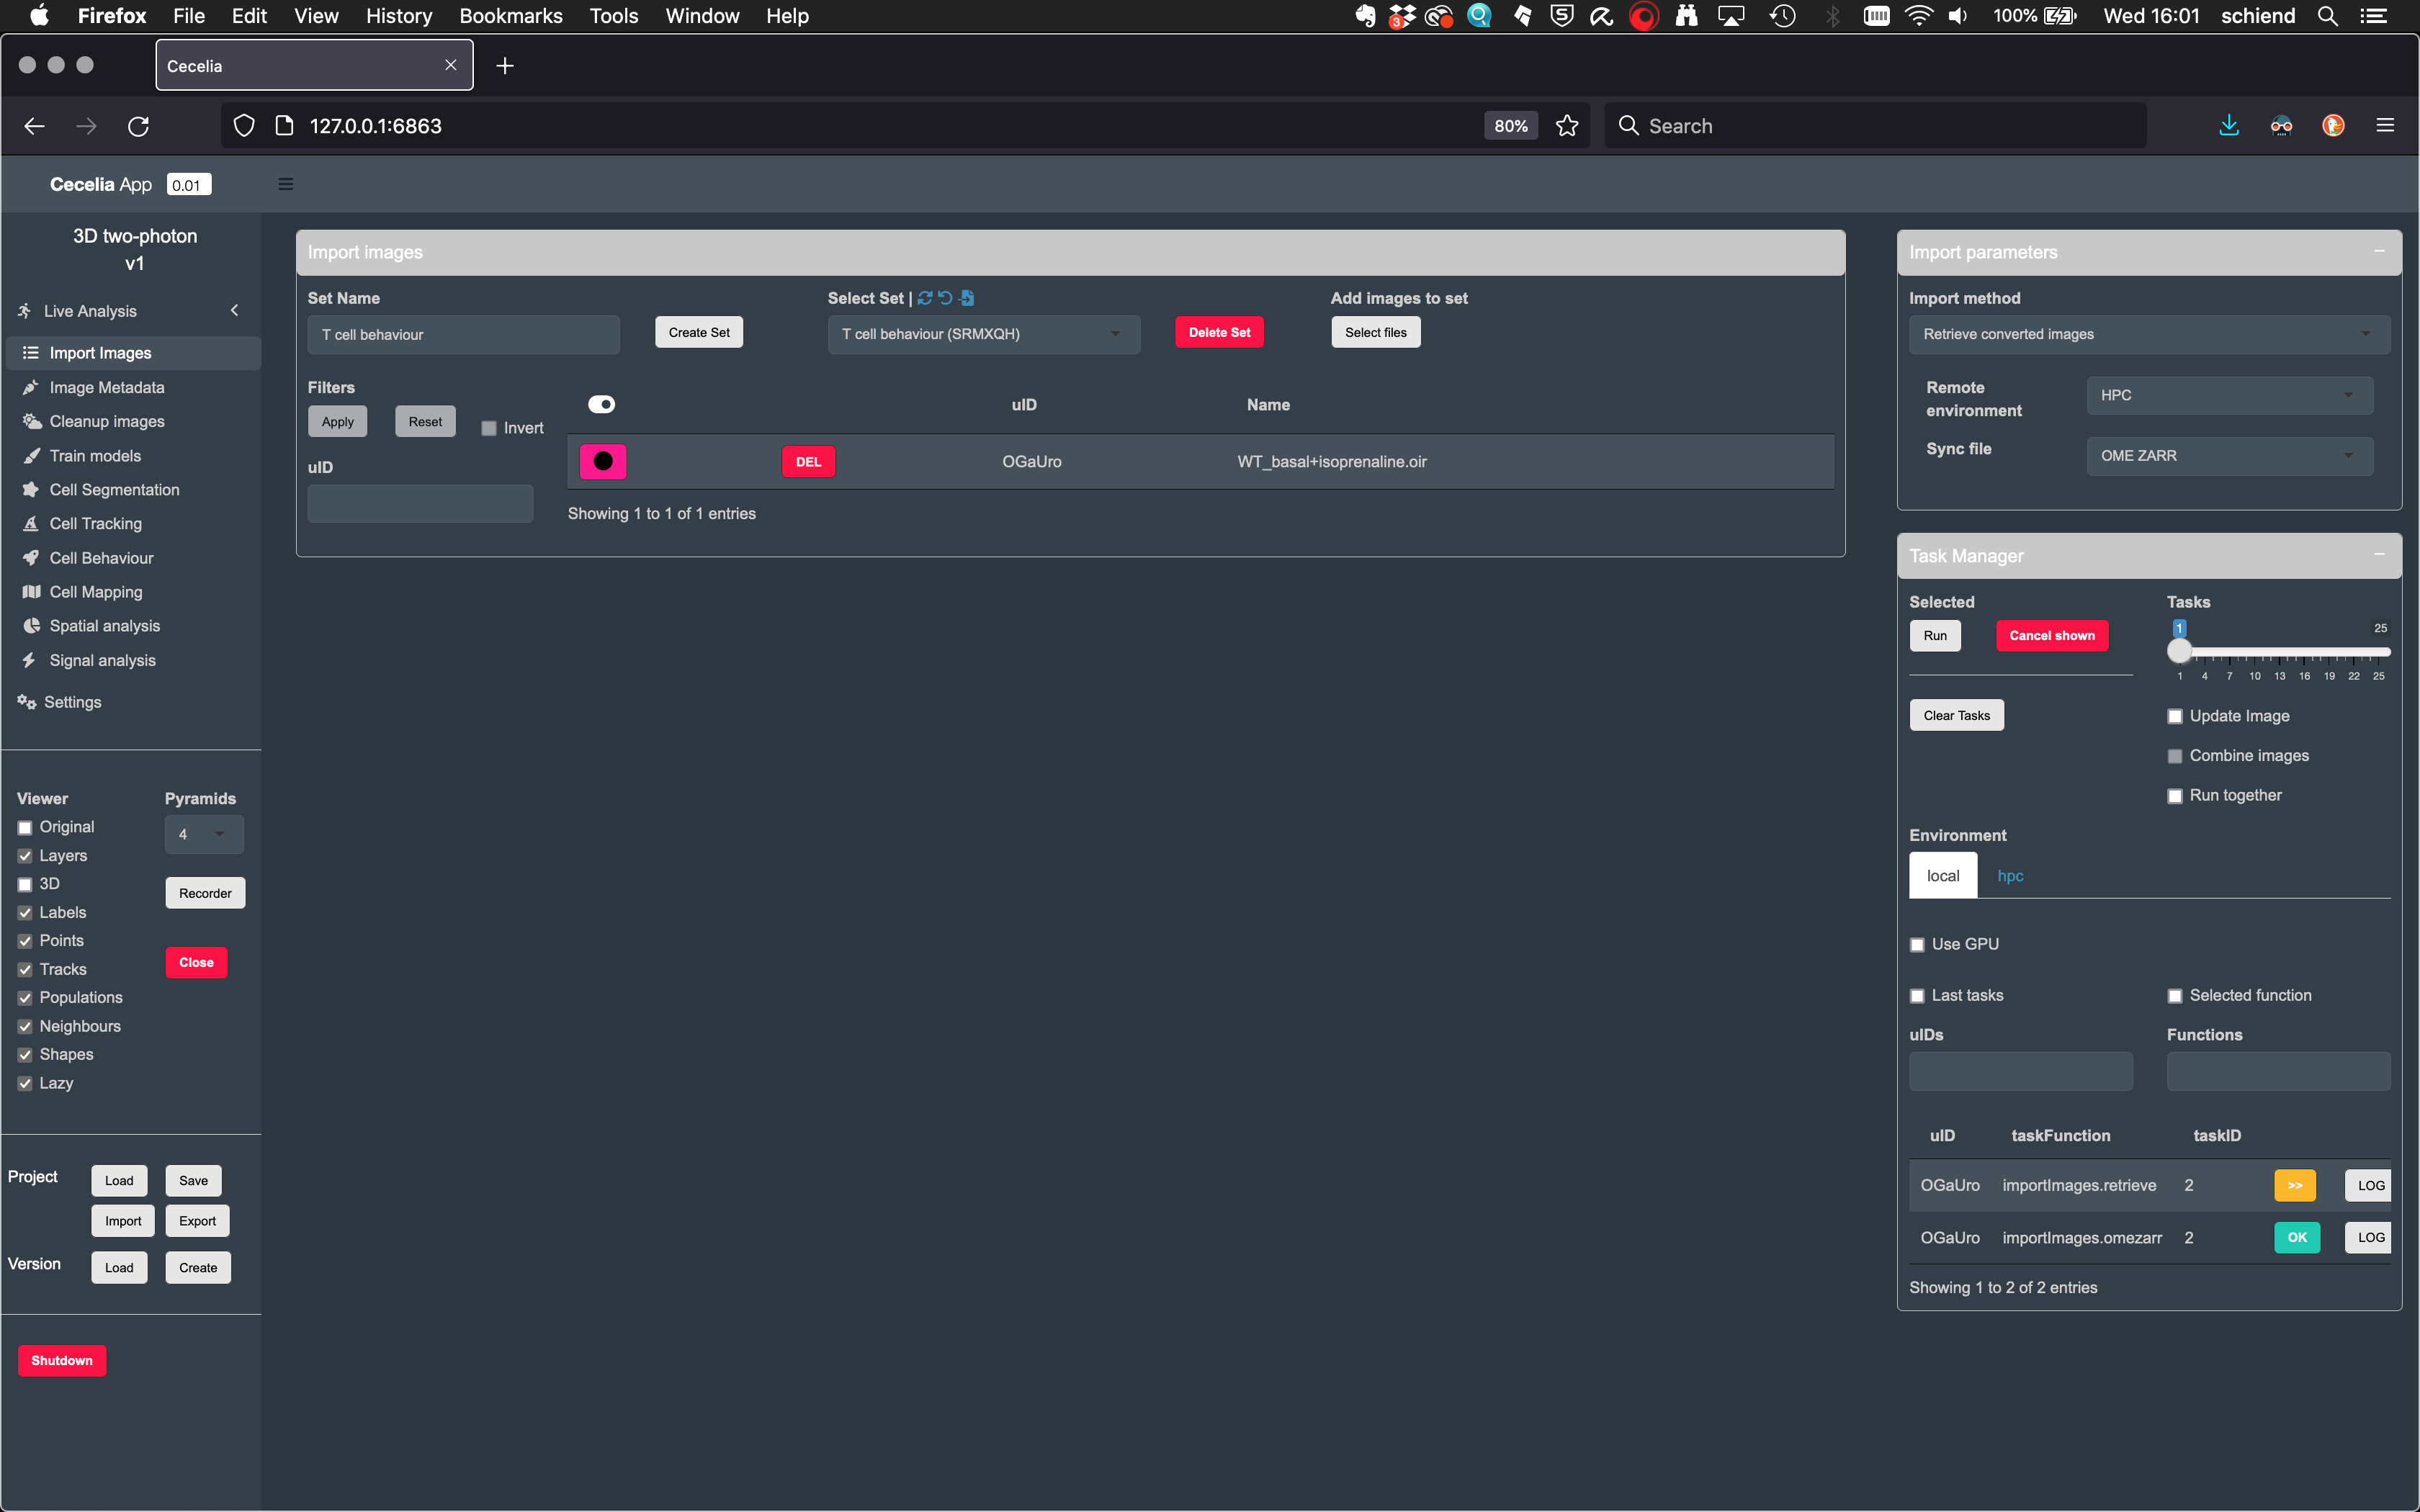 Firefox File Edit View History Bookmarks Tools Window Help 3 100% Wed 16:01 schiend
Cecelia
127.0.0.1:6863 80% Search
Cecelia App 0.01
3D two-photon
v1
Live Analysis
Import Images
Image Metadata
Cleanup images
Train models
Cell Segmentation
Cell Tracking
Cell Behaviour
Cell Mapping
Spatial analysis
Signal analysis
Settings
Viewer Pyramids
Original 4
Layers
3D Recorder
Labels
Points
Tracks Close
Populations
Neighbours
Shapes
Lazy
Project Load Save
Import Export
Version Load Create
Shutdown
Import images
Set Name Select Set | Add images to set
T cell behaviour Create Set T cell behaviour (SRMXQH) Delete Set Select files
Filters
Apply Reset Invert
uID
uID Name
DEL OGaUro WT_basal+isoprenaline.oir
Showing 1 to 1 of 1 entries
Import parameters
Import method
Retrieve converted images
Remote environment HPC
Sync file OME ZARR
Task Manager
Selected Tasks
Run Cancel shown 1 25
1 4 7 10 13 16 19 22 25
Clear Tasks Update Image
Combine images
Run together
Environment
local hpc
Use GPU
Last tasks Selected function
uIDs Functions
uID taskFunction taskID
OGaUro importImages.retrieve 2 >> LOG
OGaUro importImages.omezarr 2 OK LOG
Showing 1 to 2 of 2 entries